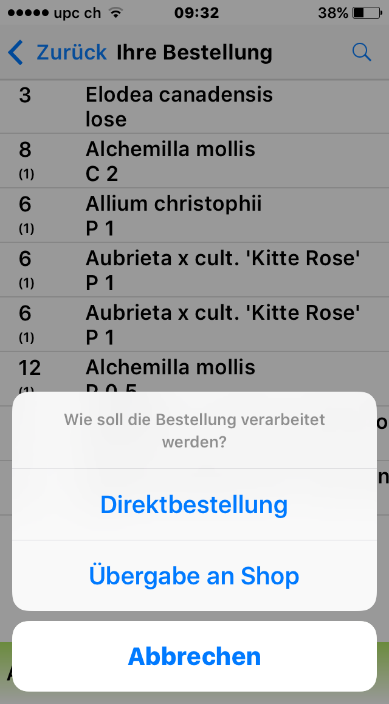 upc ch 09:32 38%
Zurück Ihre Bestellung
3 Elodea canadensis
lose
8 Alchemilla mollis
(1) C 2
6 Allium christophii
(1) P 1
6 Aubrieta x cult. 'Kitte Rose'
(1) P 1
6 Aubrieta x cult. 'Kitte Rose'
(1) P 1
12 Alchemilla mollis
(1) P 0,5
Wie soll die Bestellung verarbeitet
werden?
Direktbestellung
Übergabe an Shop
Abbrechen